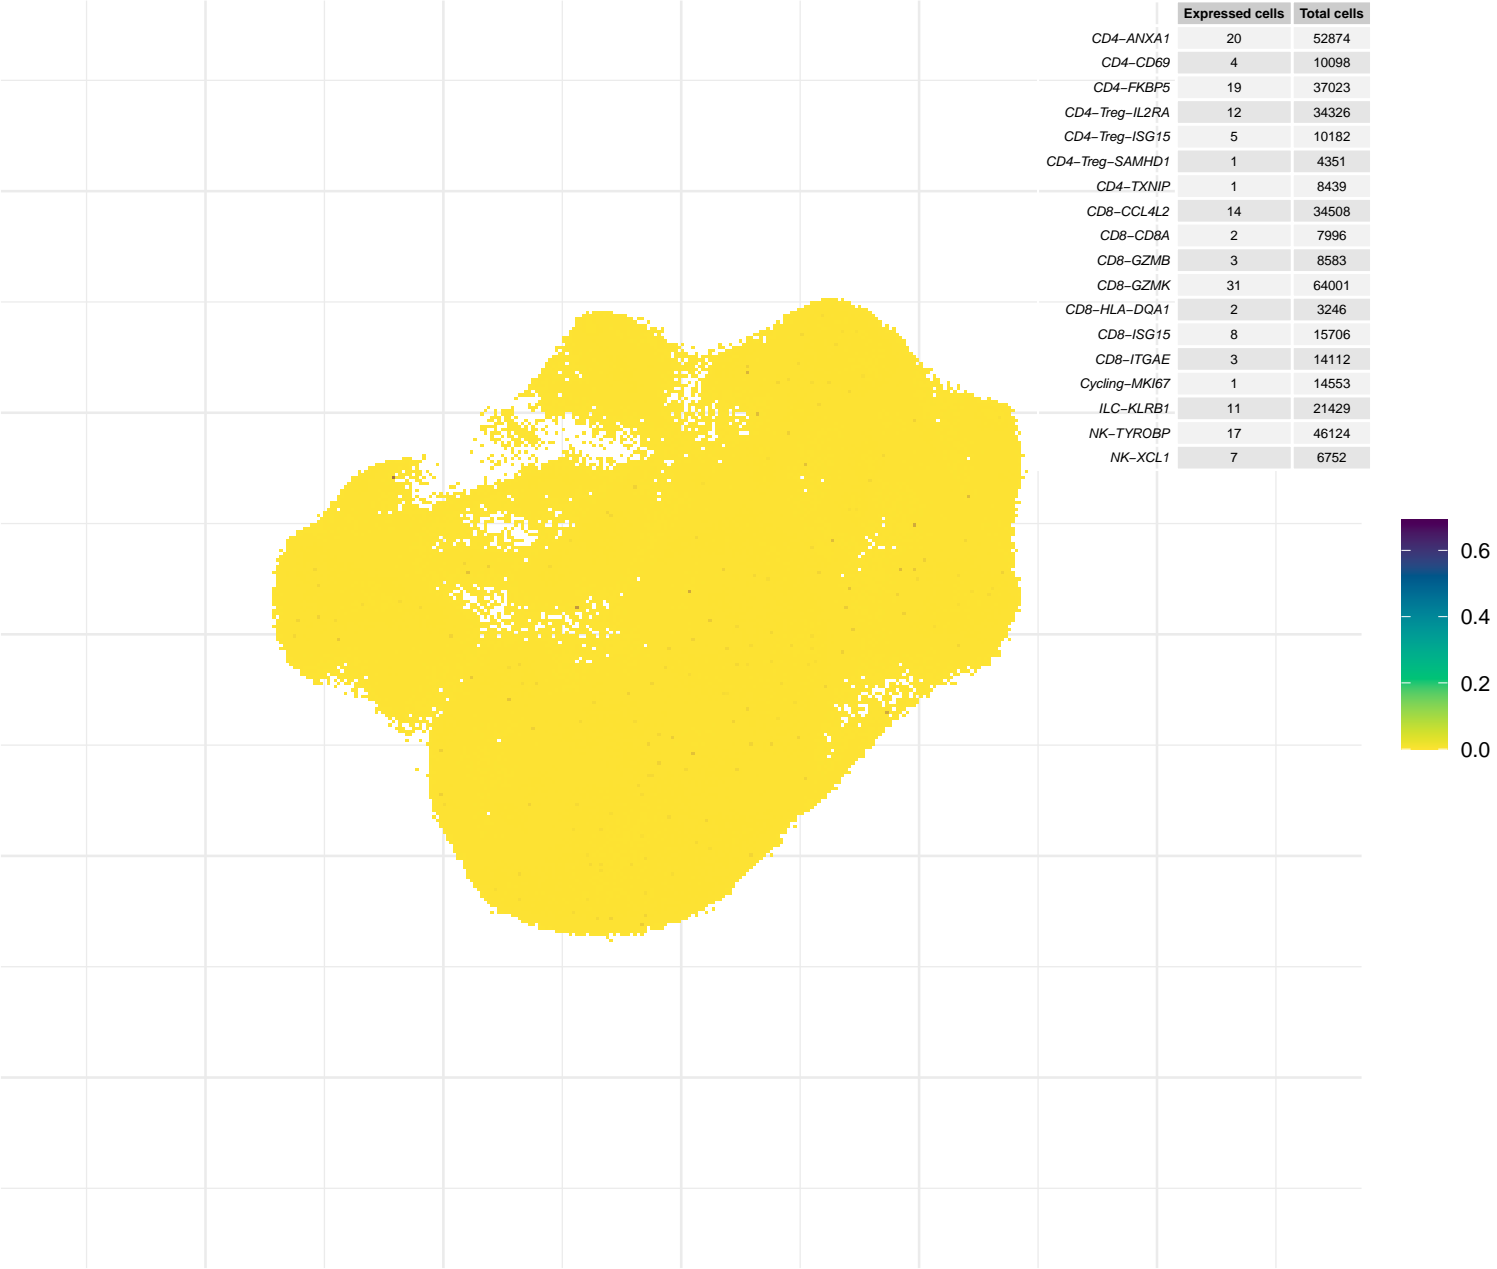 Expressed cells Total cells
CD4−ANXA1 20 52874
CD4−CD69 4 10098
CD4−FKBP5 19 37023
CD4−Treg−IL2RA 12 34326
CD4−Treg−ISG15 5 10182
CD4−Treg−SAMHD1 1 4351
CD4−TXNIP 1 8439
CD8−CCL4L2 14 34508
CD8−CD8A 2 7996
CD8−GZMB 3 8583
CD8−GZMK 31 64001
CD8−HLA−DQA1 2 3246
CD8−ISG15 8 15706
CD8−ITGAE 3 14112
Cycling−MKI67 1 14553
ILC−KLRB1 11 21429
NK−TYROBP 17 46124
NK−XCL1 7 6752
0.6
0.4
0.2
0.0